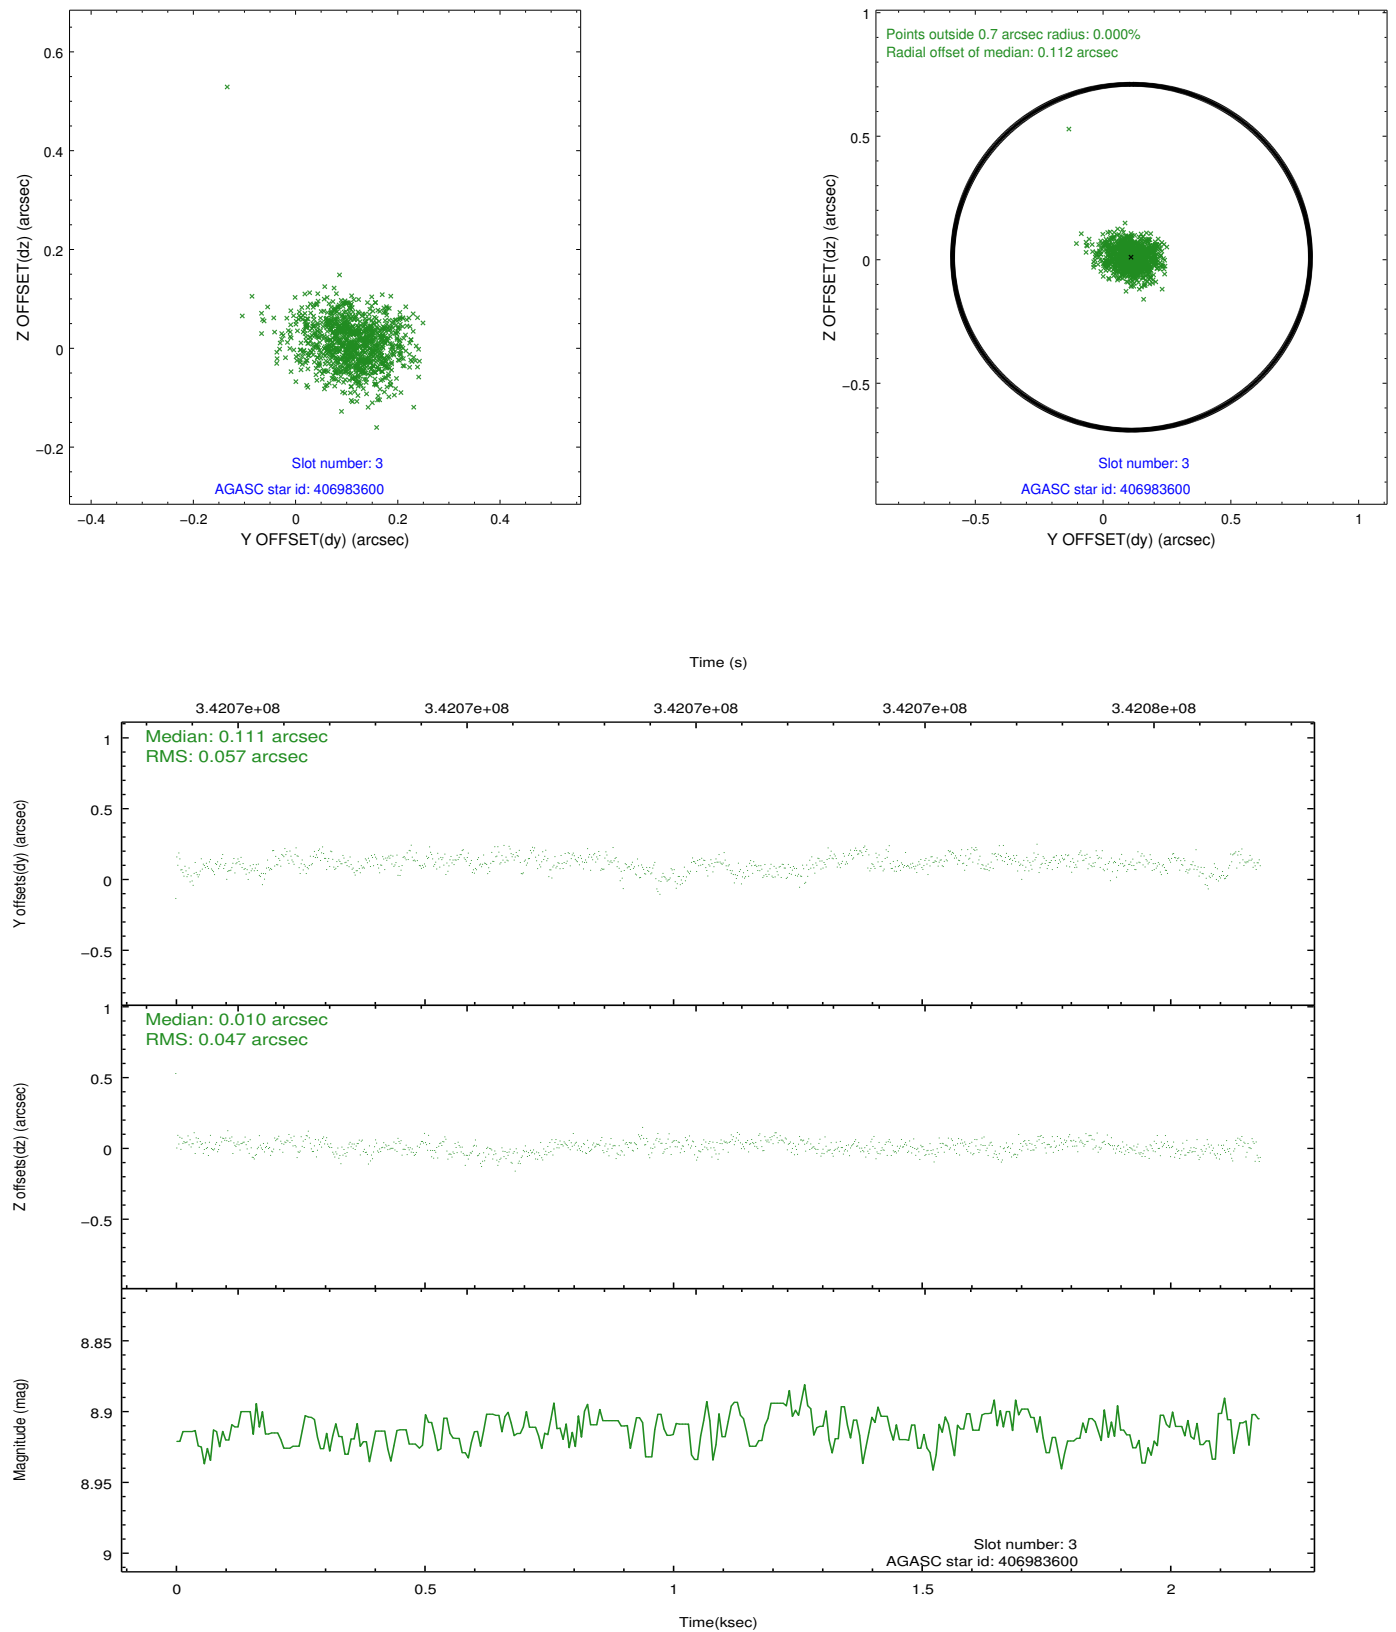 0.6
0.4
0.2
0
−0.2
Z OFFSET(dz) (arcsec)
Slot number: 3
AGASC star id: 406983600
−0.4
−0.2
0
0.2
0.4
Y OFFSET(dy) (arcsec)
1
0.5
0
−0.5
Z OFFSET(dz) (arcsec)
Points outside 0.7 arcsec radius: 0.000%
Radial offset of median: 0.112 arcsec
Slot number: 3
AGASC star id: 406983600
−0.5
0
0.5
1
Y OFFSET(dy) (arcsec)
Time (s)
3.4207e+08
3.4207e+08
3.4207e+08
3.4207e+08
3.4208e+08
Median: 0.111 arcsec
RMS: 0.057 arcsec
1
0.5
0
−0.5
Y offsets(dy) (arcsec)
Median: 0.010 arcsec
RMS: 0.047 arcsec
1
0.5
0
−0.5
Z offsets(dz) (arcsec)
8.85
8.9
8.95
9
Magnitude (mag)
Slot number: 3
AGASC star id: 406983600
0
0.5
1
1.5
2
Time(ksec)